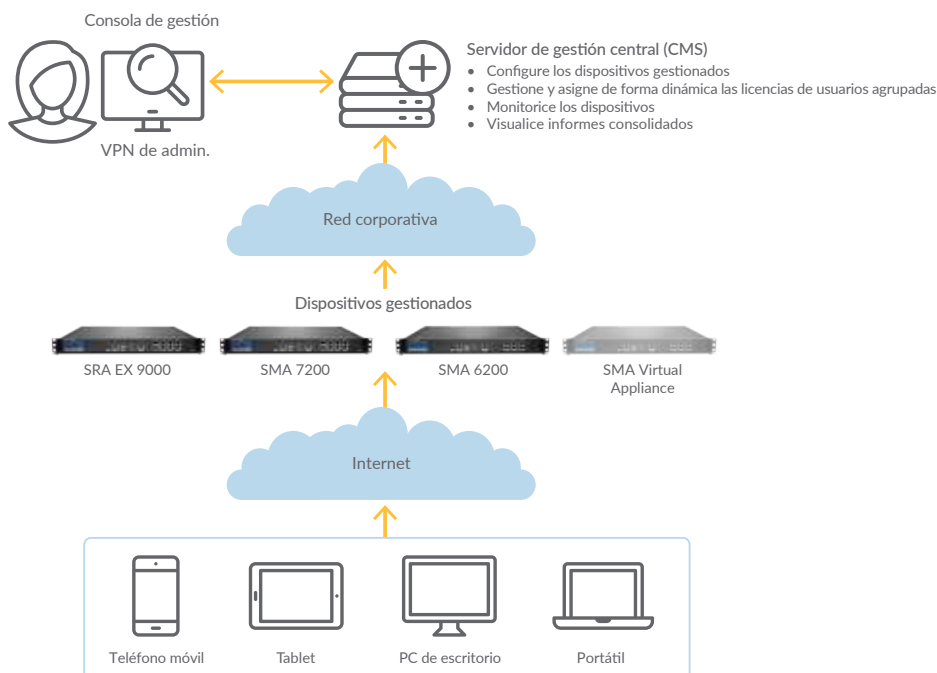 Consola de gestión
VPN de admin.
Servidor de gestión central (CMS)
• Configure los dispositivos gestionados
• Gestione y asigne de forma dinámica las licencias de usuarios agrupadas
• Monitorice los dispositivos
• Visualice informes consolidados
Red corporativa
Dispositivos gestionados
SRA EX 9000
SMA 7200
SMA 6200
SMA Virtual
Appliance
Internet
Teléfono móvil
Tablet
PC de escritorio
Portátil